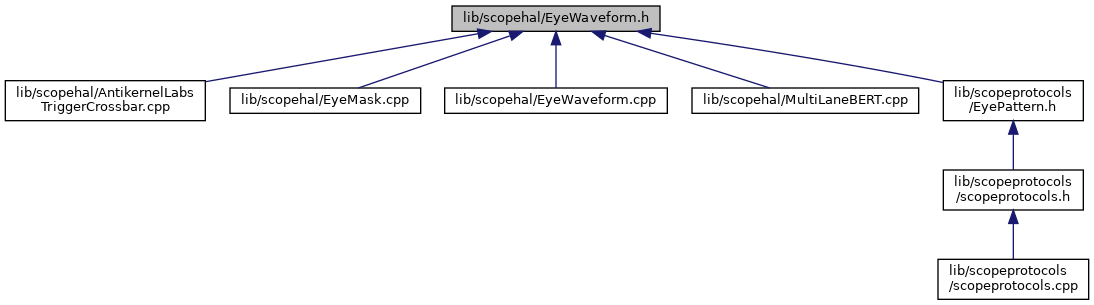 lib/scopehal/EyeWaveform.h
lib/scopehal/AntikernelLabs
TriggerCrossbar.cpp
lib/scopehal/EyeMask.cpp
lib/scopehal/EyeWaveform.cpp
lib/scopehal/MultiLaneBERT.cpp
lib/scopeprotocols
/EyePattern.h
lib/scopeprotocols
/scopeprotocols.h
lib/scopeprotocols
/scopeprotocols.cpp